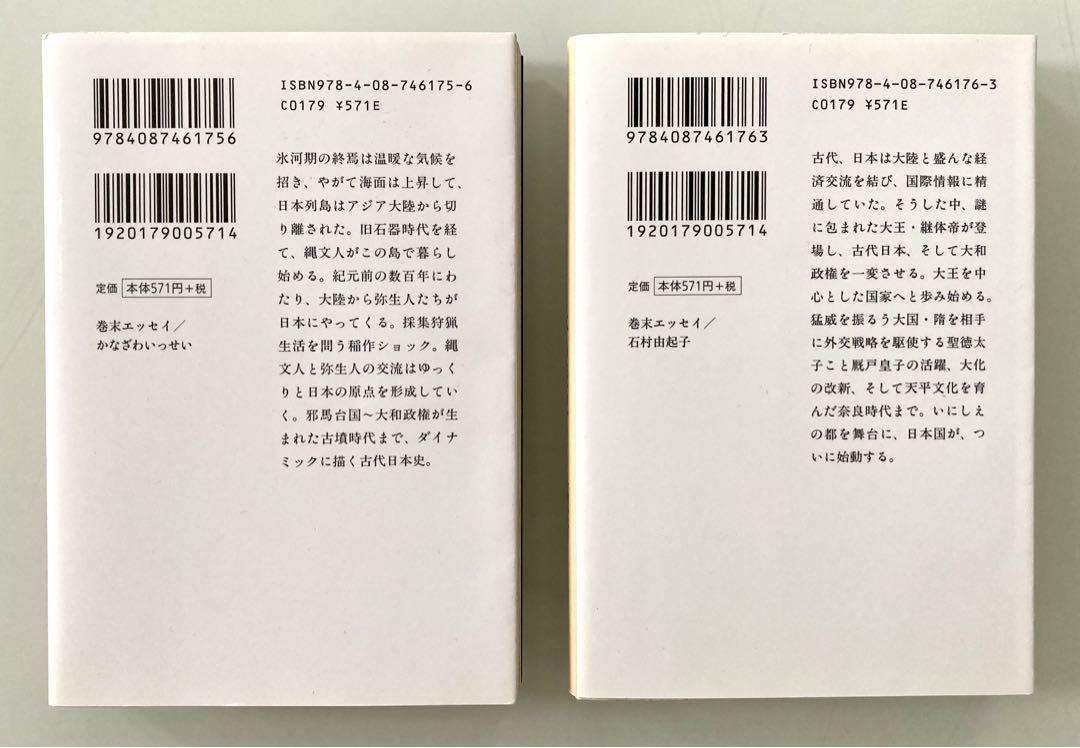 ISBN978-4-08-746175-6
C0179 ¥571E
9784087461756
1920179005714
定価 本体571円+税
巻末エッセイ/
かなざわいっせい
氷河期の終焉は温暖な気候を
招き、やがて海面は上昇して、
日本列島はアジア大陸から切
り離された。旧石器時代を経
て、縄文人がこの島で暮らし
始める。紀元前の数百年にわ
たり、大陸から弥生人たちが
日本にやってくる。採集狩猟
生活を問う稲作ショック。縄
文人と弥生人の交流はゆっく
りと日本の原点を形成してい
く。邪馬台国~大和政権が生
まれた古墳時代まで、ダイナ
ミックに描く古代日本史。
ISBN978-4-08-746176-3
C0179 ¥571E
9784087461763
1920179005714
定価 本体571円+税
巻末エッセイ/
石村由起子
古代、日本は大陸と盛んな経
済交流を結び、国際情報に精
通していた。そうした中、謎
に包まれた大王・継体帝が登
場し、古代日本、そして大和
政権を一変させる。大王を中
心とした国家へと歩み始める。
猛威を振るう大国・隋を相手
に外交戦略を駆使する聖徳太
子こと厩戸皇子の活躍、大化
の改新、そして天平文化を育
んだ奈良時代まで。いにしえ
の都を舞台に、日本国が、つ
いに始動する。